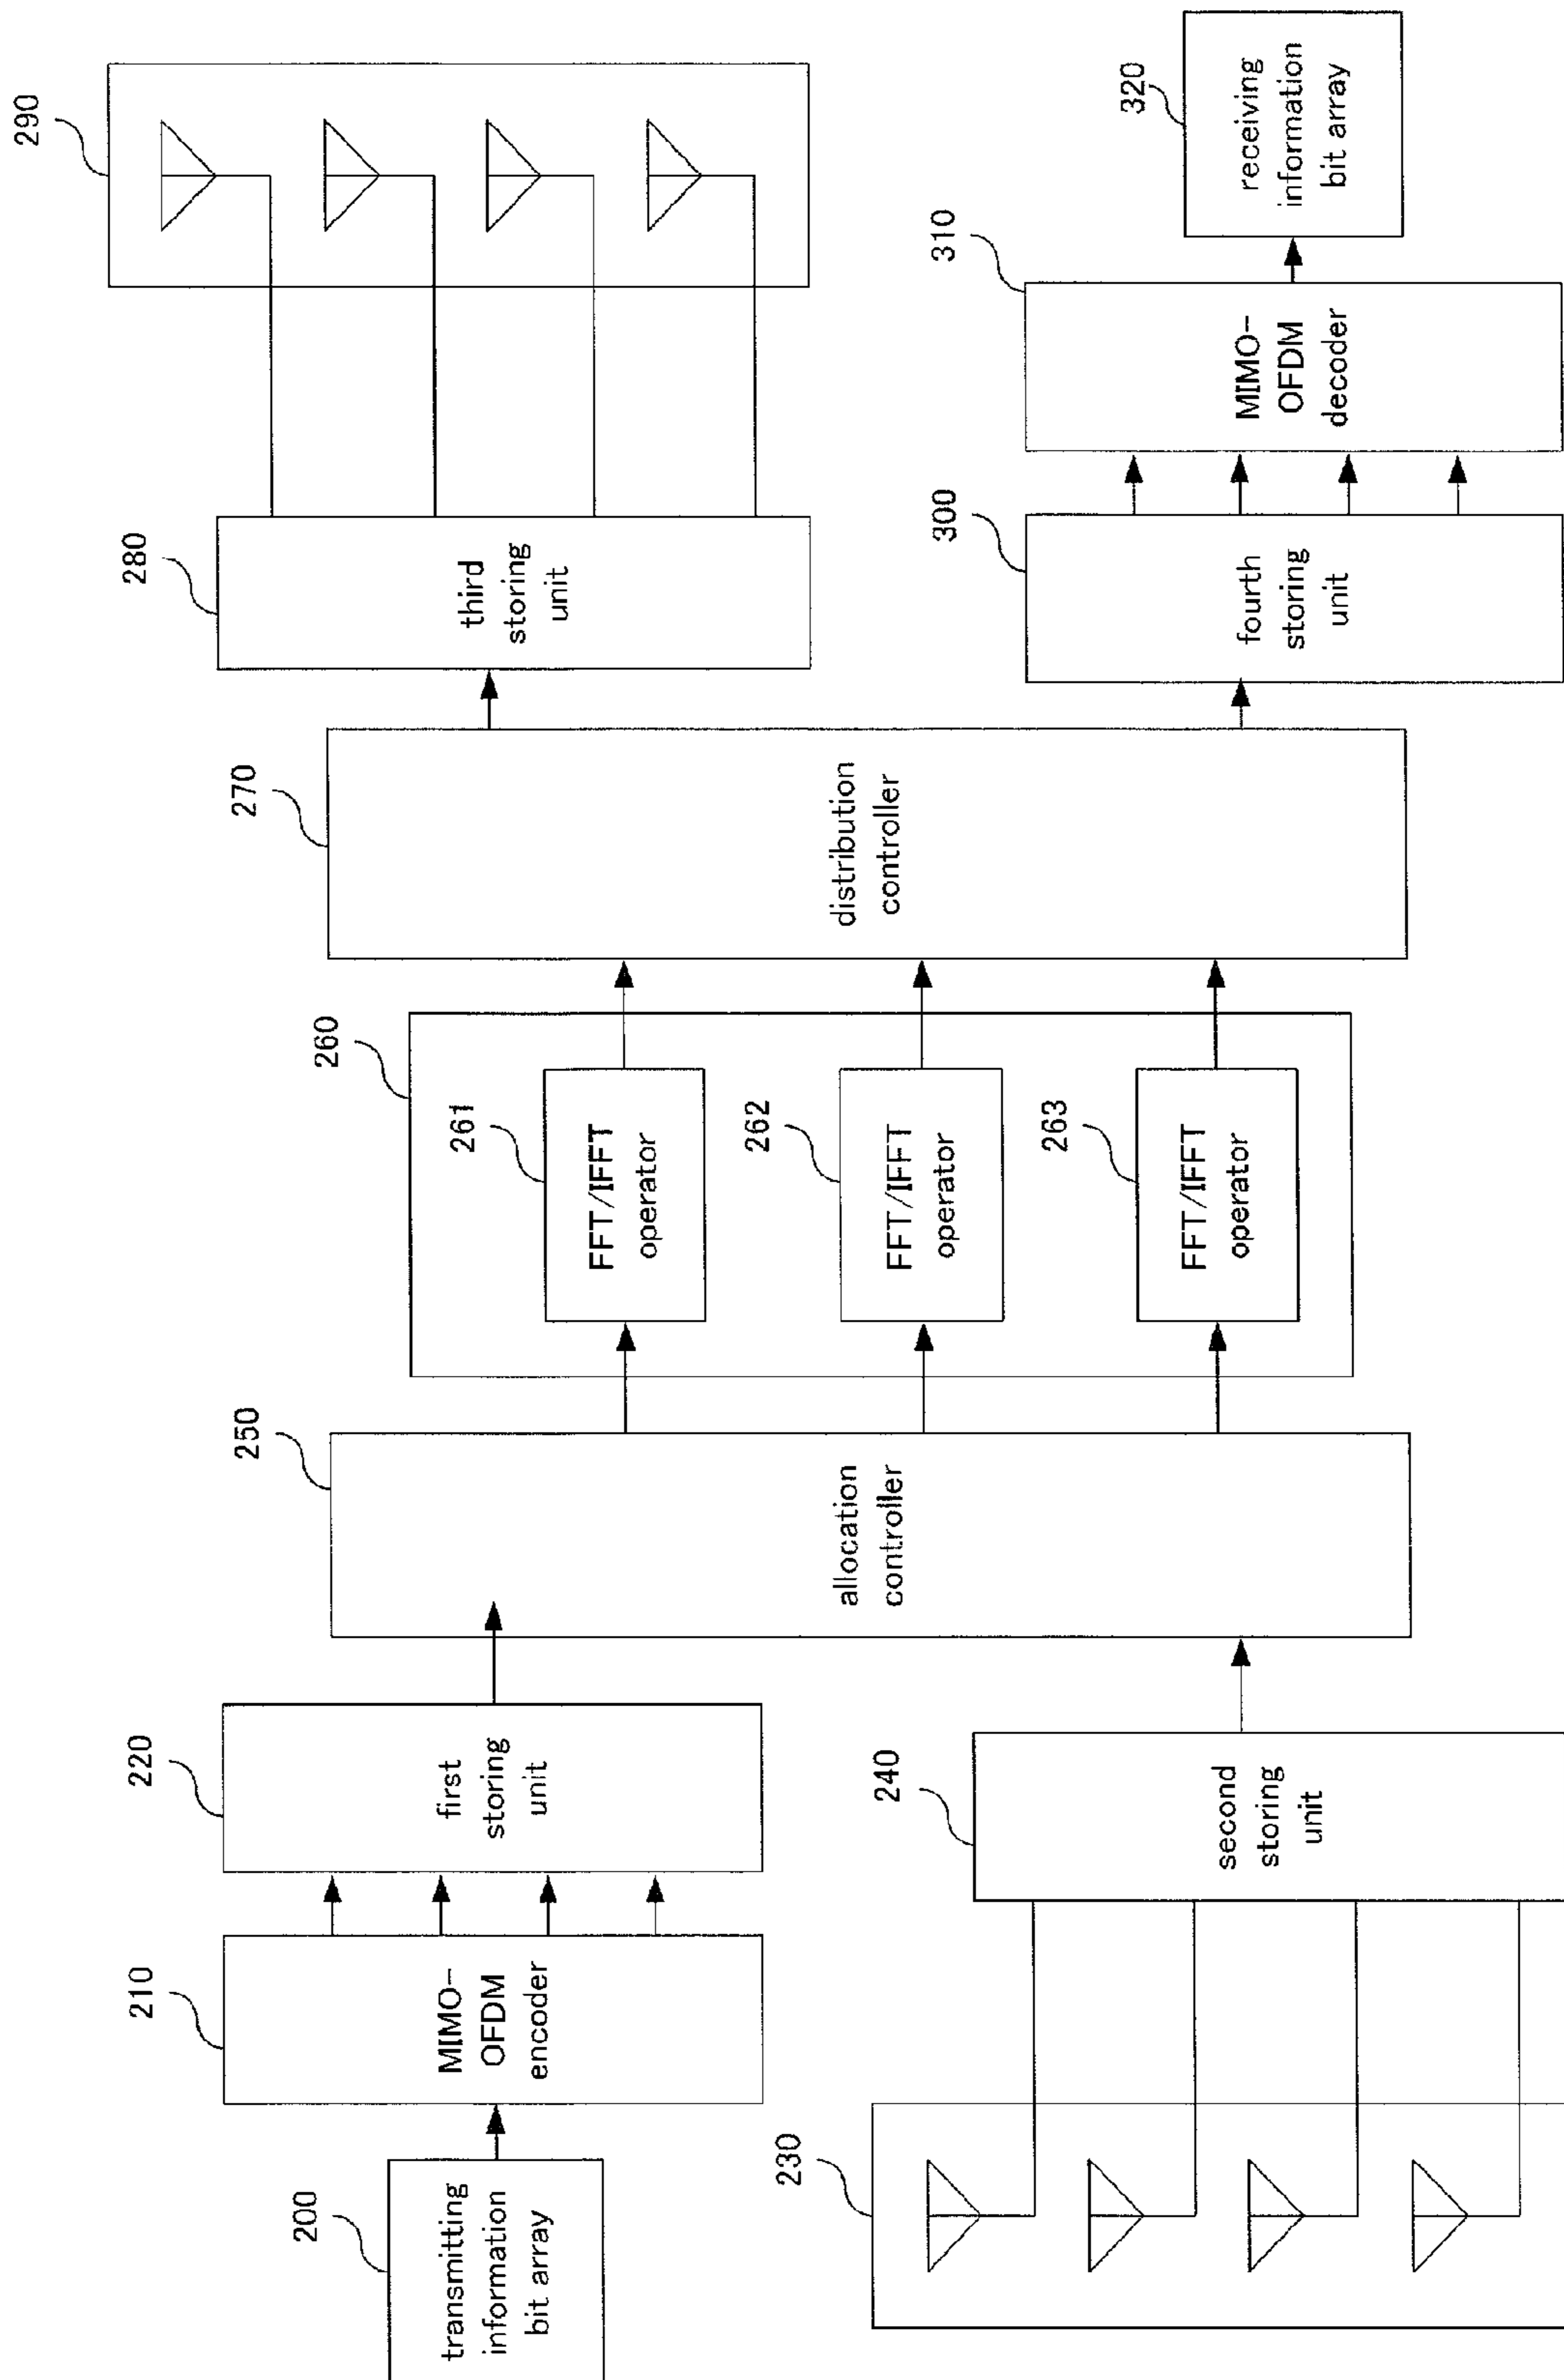 200
transmitting
information
bit array
210
MIMO-
OFDM
encoder
220
first
storing
unit
230
240
second
storing
unit
250
allocation
controller
260
261
FFT/IFFT
operator
262
FFT/IFFT
operator
263
FFT/IFFT
operator
270
distribution
controller
280
third
storing
unit
290
300
fourth
storing
unit
310
MIMO-
OFDM
decoder
320
receiving
information
bit array